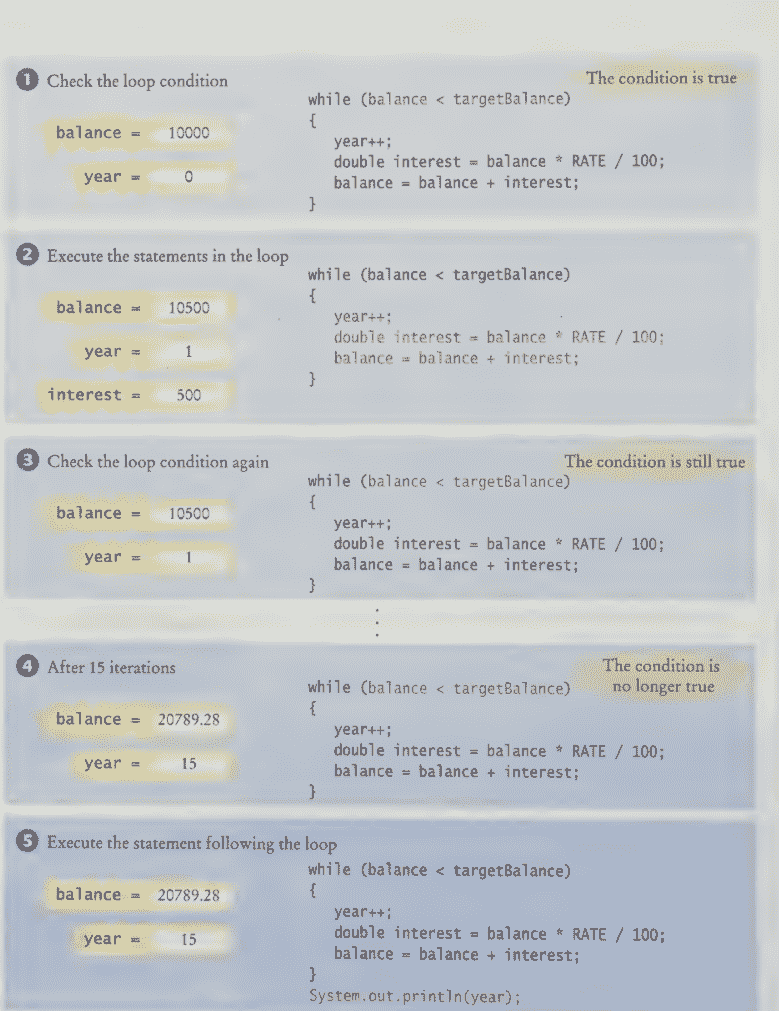 1 Check the loop condition
The condition is true
balance = 10000
year = 0
while (balance < targetBalance)
{
year++;
double interest = balance * RATE / 100;
balance = balance + interest;
}
2 Execute the statements in the loop
balance = 10500
year = 1
interest = 500
while (balance < targetBalance)
{
year++;
double interest = balance * RATE / 100;
balance = balance + interest;
}
3 Check the loop condition again
The condition is still true
balance = 10500
year = 1
while (balance < targetBalance)
{
year++;
double interest = balance * RATE / 100;
balance = balance + interest;
}
4 After 15 iterations
The condition is
no longer true
balance = 20789.28
year = 15
while (balance < targetBalance)
{
year++;
double interest = balance * RATE / 100;
balance = balance + interest;
}
5 Execute the statement following the loop
balance = 20789.28
year = 15
while (balance < targetBalance)
{
year++;
double interest = balance * RATE / 100;
balance = balance + interest;
}
System.out.println(year);